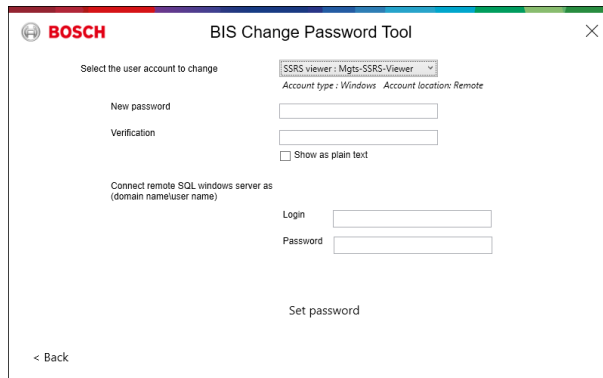 BOSCH
BIS Change Password Tool
Select the user account to change
SSRS viewer : Mgts-SSRS-Viewer
Account type : Windows Account location: Remote
New password
Verification
Show as plain text
Connect remote SQL windows server as
(domain name\user name)
Login
Password
Set password
< Back